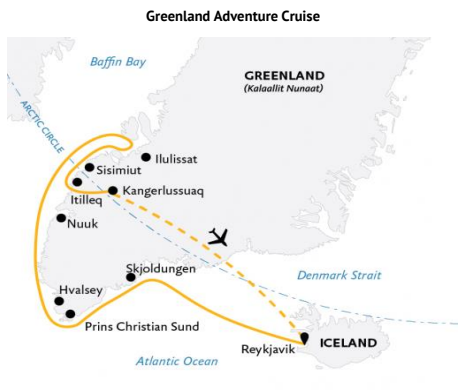 Greenland Adventure Cruise
Baffin Bay
GREENLAND
(Kalaallit Nunaat)
ARCTIC CIRCLE
Ilulissat
Sisimiut
Kangerlussuaq
Itilleq
Nuuk
Skjoldungen
Denmark Strait
Hvalsey
Prins Christian Sund
Reykjavik
ICELAND
Atlantic Ocean